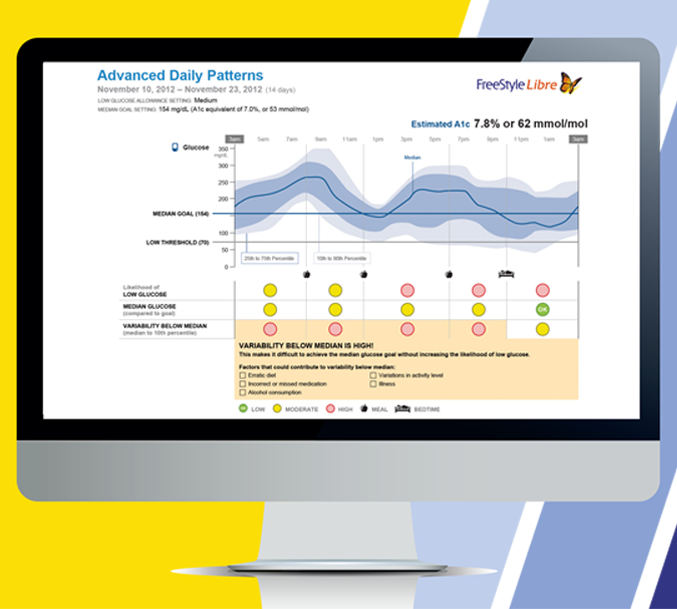 Advanced Daily Patterns
November 10, 2012 – November 23, 2012 (14 days)
LOW GLUCOSE ALLOWANCE SETTING: Medium
MEDIAN GOAL SETTING: 154 mg/dL (A1c equivalent of 7.0%, or 53 mmol/mol)
FreeStyle Libre
Estimated A1c 7.8% or 62 mmol/mol
3am 5am 7am 9am 11am 1pm 3pm 5pm 7pm 9pm 11pm 1am 3am
Glucose
mg/dL
350
Median
300
250
200
MEDIAN GOAL (154)
100
LOW THRESHOLD (70)
50
25th to 75th Percentile
10th to 90th Percentile
0
Likelihood of
LOW GLUCOSE
MEDIAN GLUCOSE
(compared to goal)
OK
VARIABILITY BELOW MEDIAN
(median to 10th percentile)
VARIABILITY BELOW MEDIAN IS HIGH!
This makes it difficult to achieve the median glucose goal without increasing the likelihood of low glucose.
Factors that could contribute to variability below median:
Erratic diet
Variations in activity level
Incorrect or missed medication
Illness
Alcohol consumption
OK LOW MODERATE HIGH MEAL BEDTIME